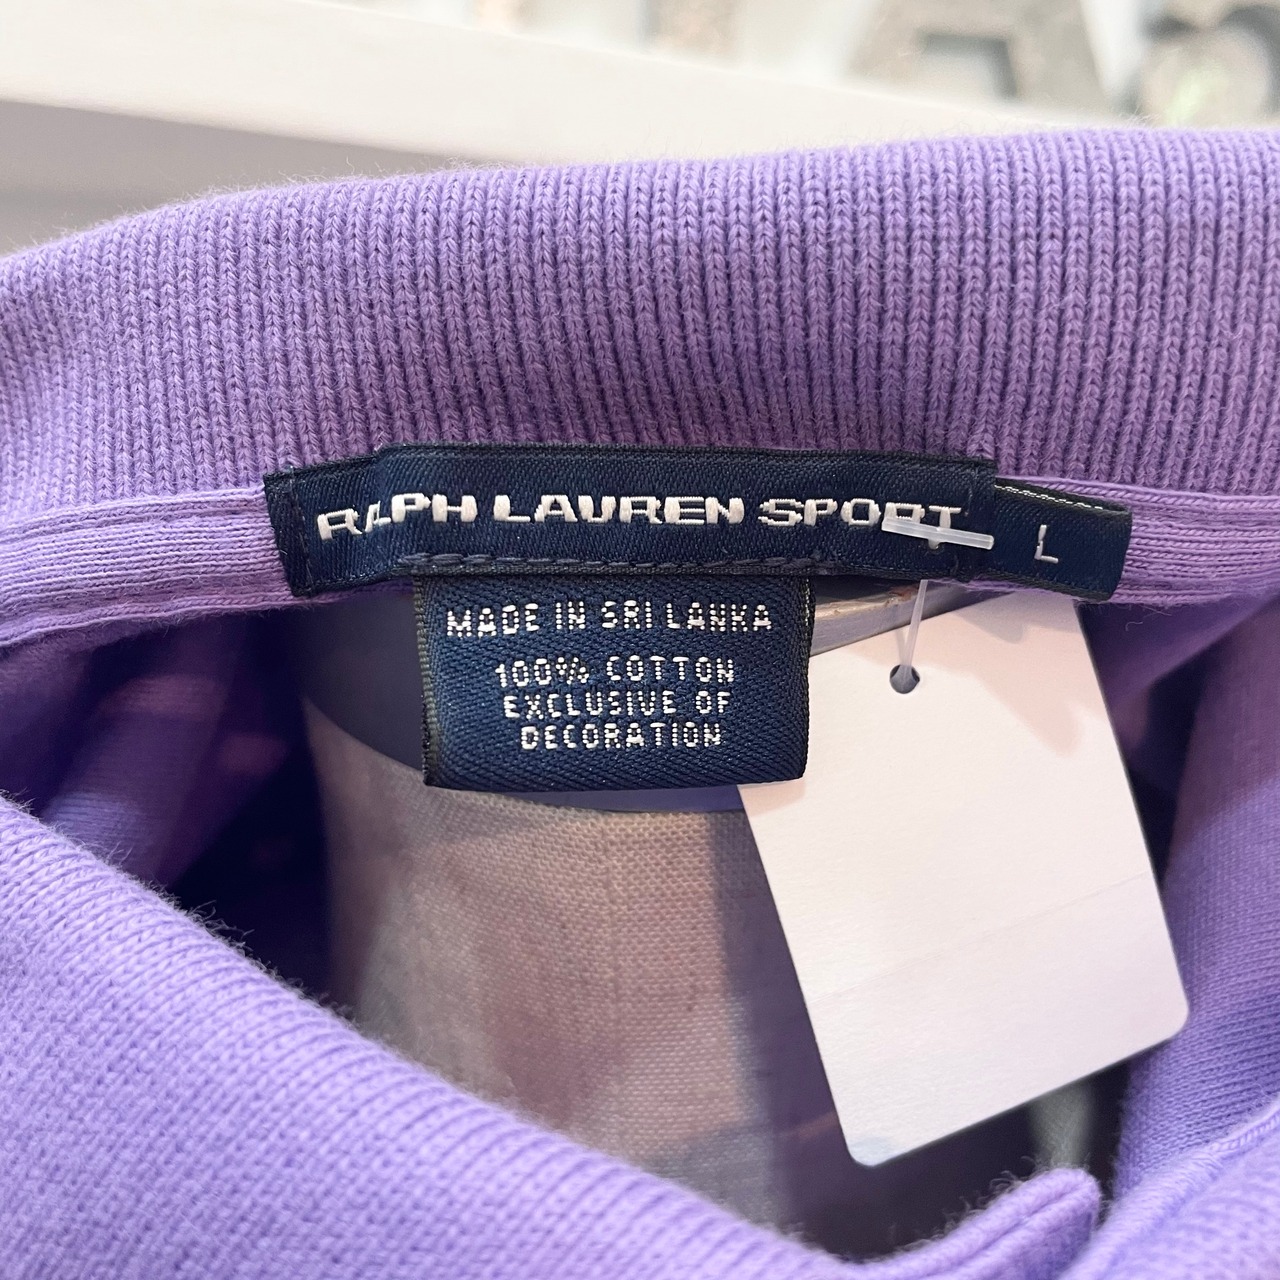 RALPH LAUREN SPORT
L
MADE IN SRI LANKA
100% COTTON
EXCLUSIVE OF
DECORATION